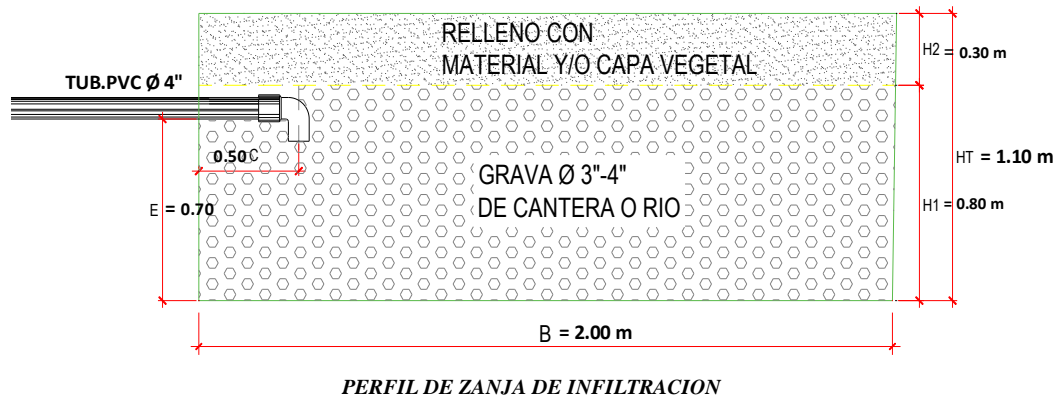 RELLENO CON
MATERIAL Y/O CAPA VEGETAL
H2 = 0.30 m
TUB.PVC Ø 4"
0.50 C
GRAVA Ø 3"-4"
DE CANTERA O RIO
HT = 1.10 m
E = 0.70
H1 = 0.80 m
B = 2.00 m
PERFIL DE ZANJA DE INFILTRACION